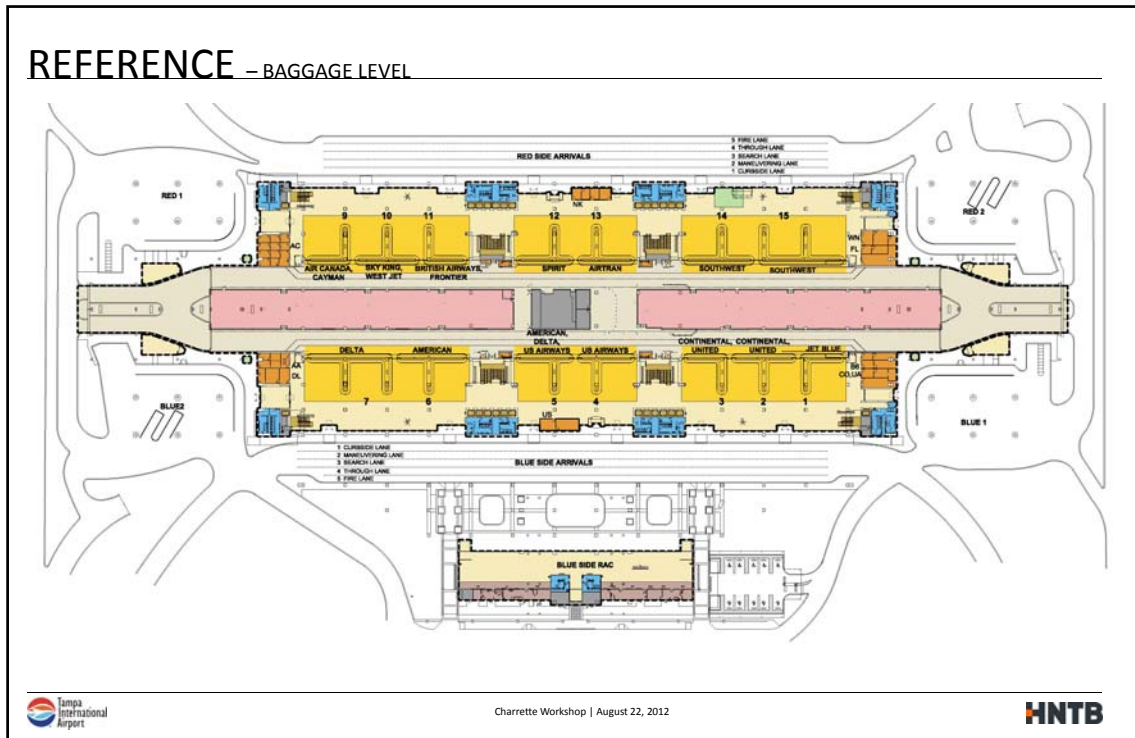 REFERENCE – BAGGAGE LEVEL
RED SIDE ARRIVALS
5 FIRE LANE
4 THROUGH LANE
3 SEARCH LANE
2 MANEUVERING LANE
1 CURBSIDE LANE
RED 1
RED 2
NK
9
10
11
12
13
14
15
AC
WN
FL
AIR CANADA,
CAYMAN
SKY KING,
WEST JET
BRITISH AIRWAYS,
FRONTIER
SPIRIT
AIRTRAN
SOUTHWEST
SOUTHWEST
DELTA
AMERICAN
AMERICAN,
DELTA,
US AIRWAYS
US AIRWAYS
CONTINENTAL,
UNITED
CONTINENTAL,
UNITED
JET BLUE
AA
DL
B6
CO,UA
7
6
5
4
3
2
1
US
BLUE2
BLUE 1
1 CURBSIDE LANE
2 MANEUVERING LANE
3 SEARCH LANE
4 THROUGH LANE
5 FIRE LANE
BLUE SIDE ARRIVALS
BLUE SIDE RAC
Tampa
International
Airport
Charrette Workshop | August 22, 2012
HNTB